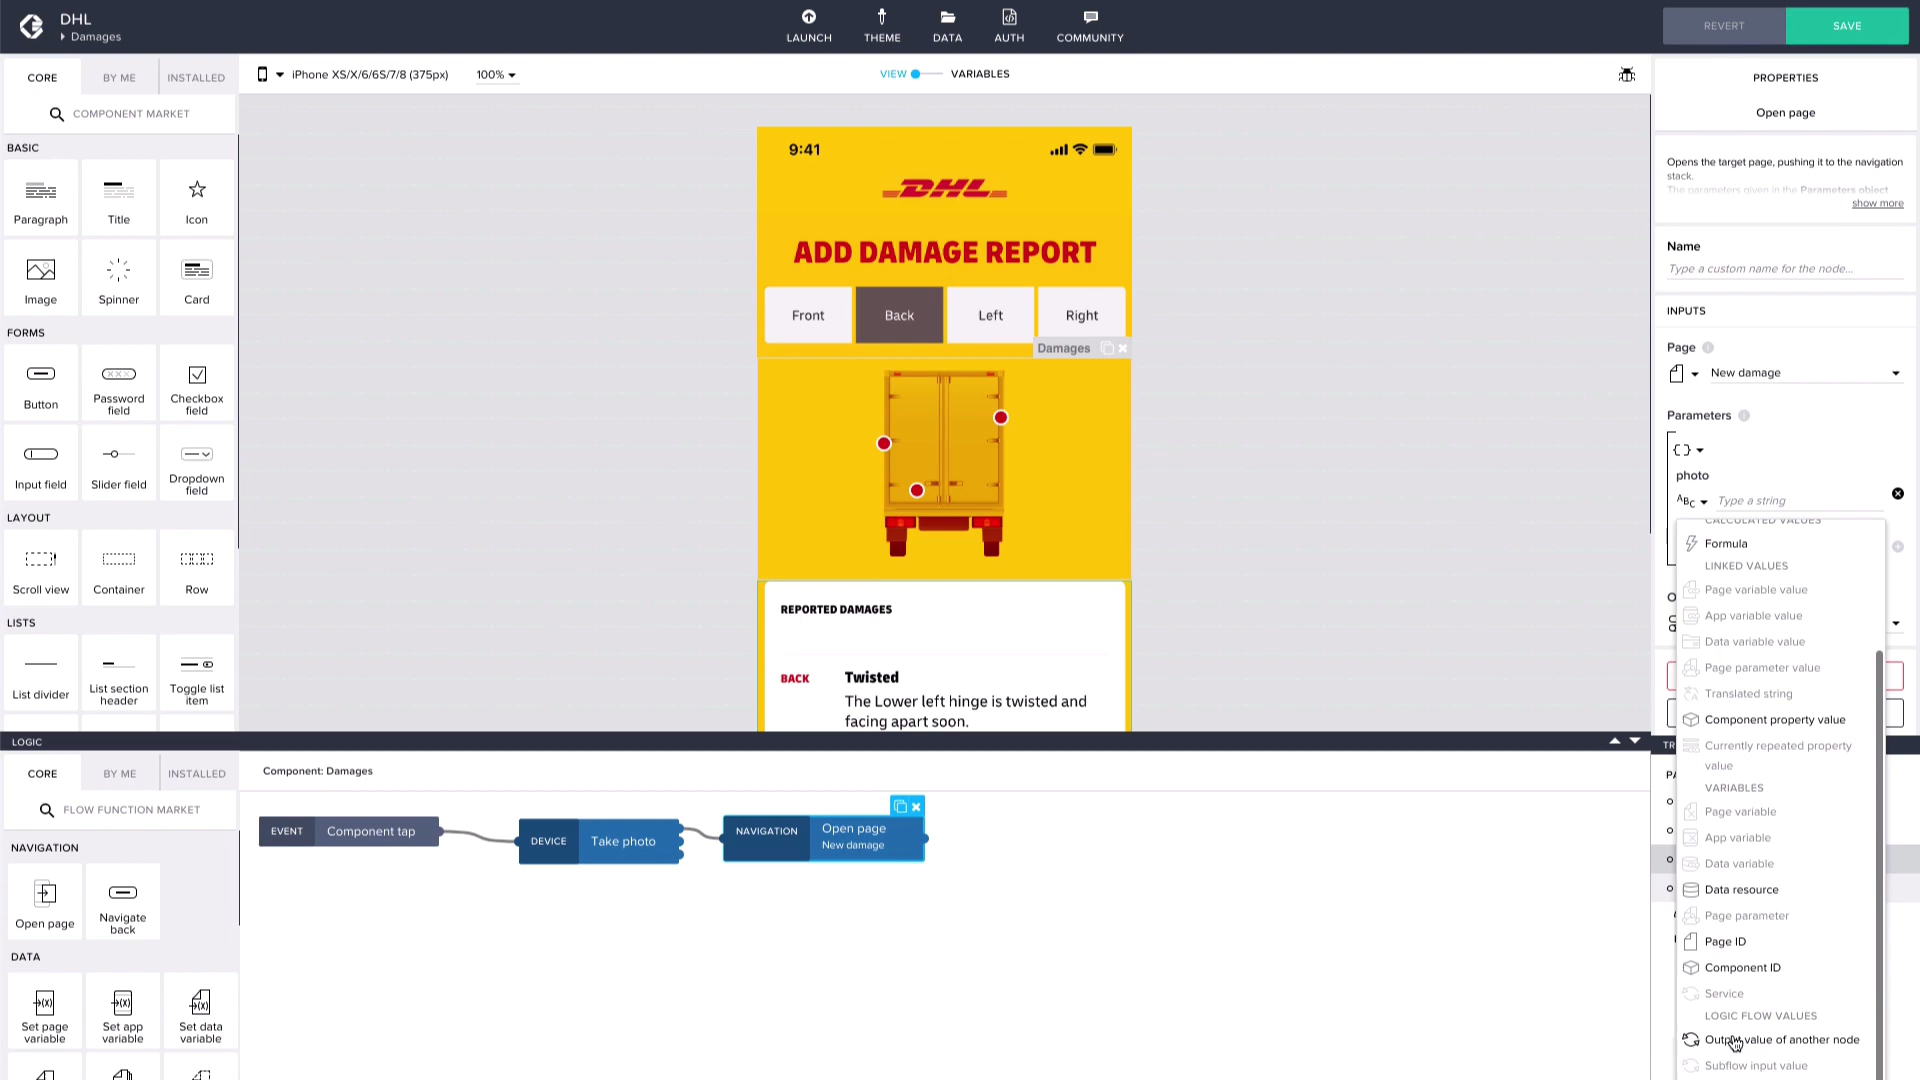 DHL
Damages
LAUNCH
THEME
DATA
AUTH
COMMUNITY
REVERT
SAVE
CORE
BY ME
INSTALLED
COMPONENT MARKET
iPhone XS/X/6/6S/7/8 (375px)
100%
VIEW
VARIABLES
BASIC
Paragraph
Title
Icon
Image
Spinner
Card
FORMS
Button
Password field
Checkbox field
Input field
Slider field
Dropdown field
LAYOUT
Scroll view
Container
Row
LISTS
List divider
List section header
Toggle list item
9:41
DHL
ADD DAMAGE REPORT
Front
Back
Left
Right
Damages
REPORTED DAMAGES
BACK
Twisted
The Lower left hinge is twisted and
facing apart soon.
PROPERTIES
Open page
Opens the target page, pushing it to the navigation
stack.
The parameters given in the Parameters object
show more
Name
Type a custom name for the node...
INPUTS
Page
New damage
Parameters
photo
ABC
Type a string
CALCULATED VALUES
Formula
LINKED VALUES
Page variable value
App variable value
Data variable value
Page parameter value
Translated string
Component property value
Currently repeated property
value
VARIABLES
Page variable
App variable
Data variable
Data resource
Page parameter
Page ID
Component ID
Service
LOGIC FLOW VALUES
Output value of another node
Subflow input value
LOGIC
CORE
BY ME
INSTALLED
FLOW FUNCTION MARKET
NAVIGATION
Open page
Navigate back
DATA
Set page variable
Set app variable
Set data variable
Component: Damages
EVENT
Component tap
DEVICE
Take photo
NAVIGATION
Open page
New damage